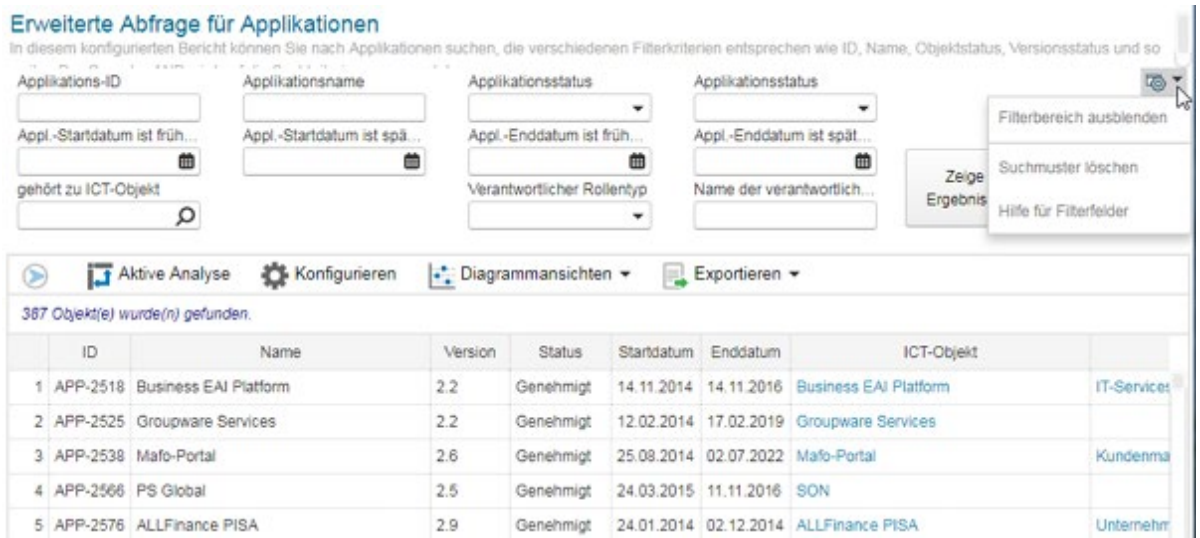 Erweiterte Abfrage für Applikationen
In diesem konfigurierten Bericht können Sie nach Applikationen suchen, die verschiedenen Filterkriterien entsprechen wie ID, Name, Objektstatus, Versionsstatus und so
Applikations-ID Applikationsname Applikationsstatus Applikationsstatus
Filterbereich ausblenden
Appl.-Startdatum ist früh... Appl.-Startdatum ist spä... Appl.-Enddatum ist früh... Appl.-Enddatum ist spät...
Suchmuster löschen
gehört zu ICT-Objekt Verantwortlicher Rollentyp Name der verantwortlich...
Zeige
Ergebnis
Hilfe für Filterfelder
Aktive Analyse Konfigurieren Diagrammansichten Exportieren
387 Objekt(e) wurde(n) gefunden.
ID Name Version Status Startdatum Enddatum ICT-Objekt
1 APP-2518 Business EAI Platform 2.2 Genehmigt 14.11.2014 14.11.2016 Business EAI Platform IT-Services
2 APP-2525 Groupware Services 2.2 Genehmigt 12.02.2014 17.02.2019 Groupware Services
3 APP-2538 Mafo-Portal 2.6 Genehmigt 25.08.2014 02.07.2022 Mafo-Portal Kundenma
4 APP-2566 PS Global 2.5 Genehmigt 24.03.2015 11.11.2016 SON
5 APP-2576 ALLFinance PISA 2.9 Genehmigt 24.01.2014 02.12.2014 ALLFinance PISA Unternehm